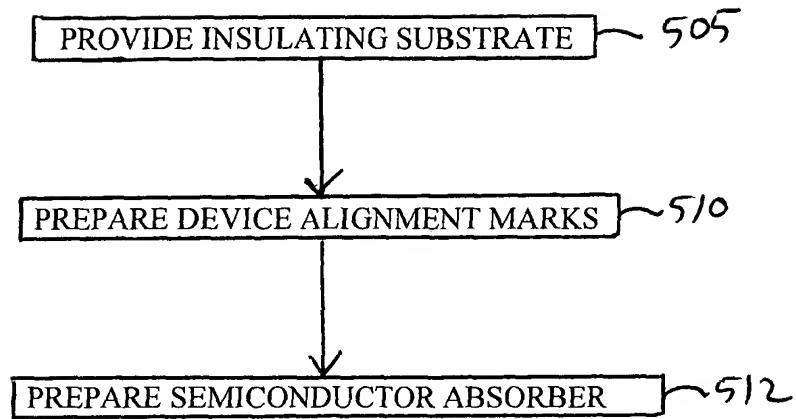 PROVIDE INSULATING SUBSTRATE 505
PREPARE DEVICE ALIGNMENT MARKS 510
PREPARE SEMICONDUCTOR ABSORBER 512